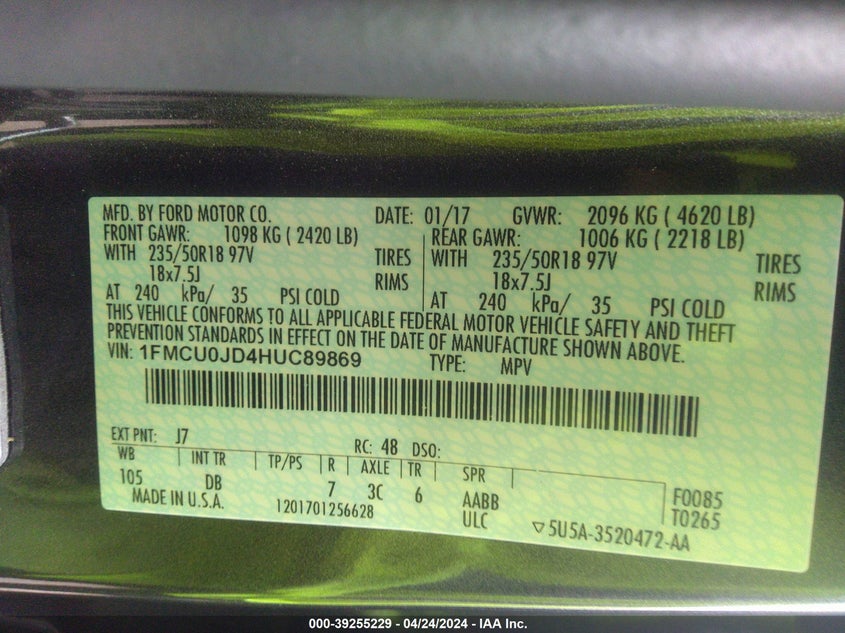 MFD. BY FORD MOTOR CO. DATE: 01/17 GVWR: 2096 KG ( 4620 LB)
FRONT GAWR: 1098 KG ( 2420 LB) REAR GAWR: 1006 KG ( 2218 LB)
WITH 235/50R18 97V TIRES WITH 235/50R18 97V TIRES
18x7.5J RIMS 18x7.5J RIMS
AT 240 kPa/ 35 PSI COLD AT 240 kPa/ 35 PSI COLD
THIS VEHICLE CONFORMS TO ALL APPLICABLE FEDERAL MOTOR VEHICLE SAFETY AND THEFT
PREVENTION STANDARDS IN EFFECT ON THE DATE OF MANUFACTURE SHOWN ABOVE.
VIN: 1FMCU0JD4HUC89869 TYPE: MPV
EXT PNT: J7 RC: 48 DSO:
WB INT TR TP/PS R AXLE TR SPR
105 DB 7 3C 6 AABB F0085
MADE IN U.S.A. 1201701256628 ULC T0265
▽5U5A-3520472-AA
000-39255229 - 04/24/2024 - IAA Inc.